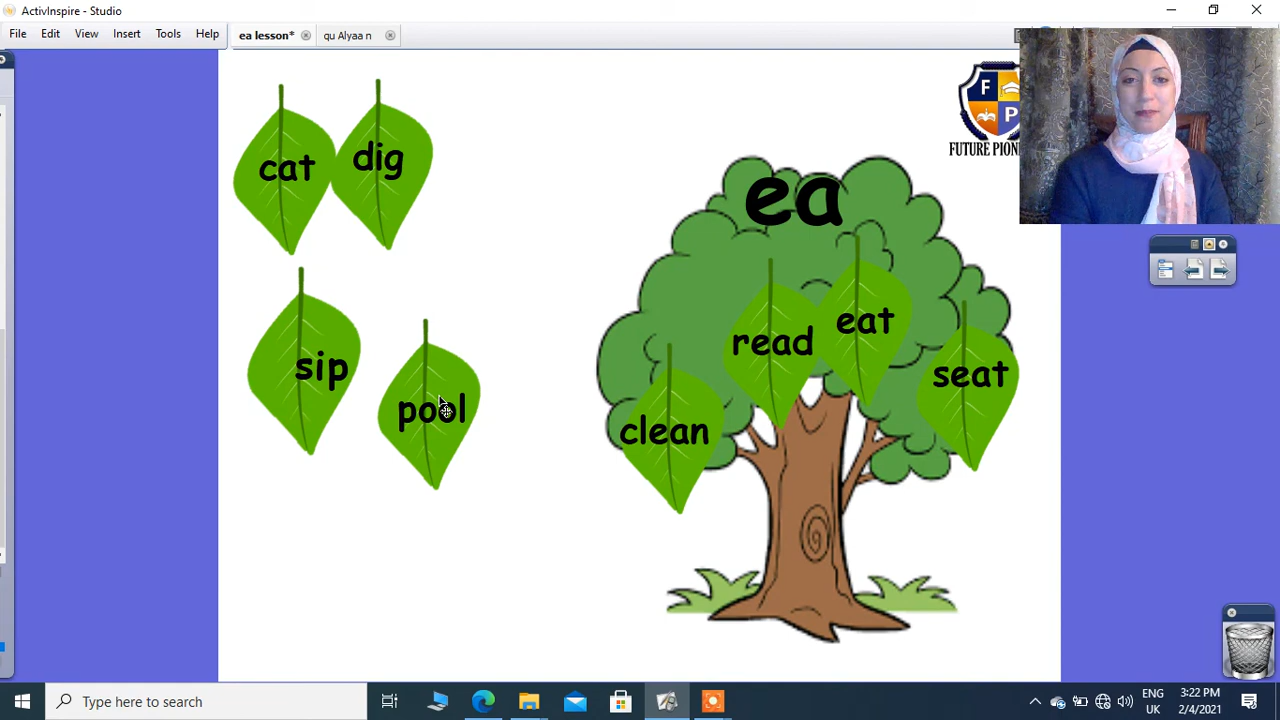 ActivInspire - Studio
File Edit View Insert Tools Help
ea lesson* qu Alyaa n
F
P
FUTURE PION
cat
dig
sip
pool
ea
read
eat
seat
clean
Type here to search
ENG
UK
3:22 PM
2/4/2021